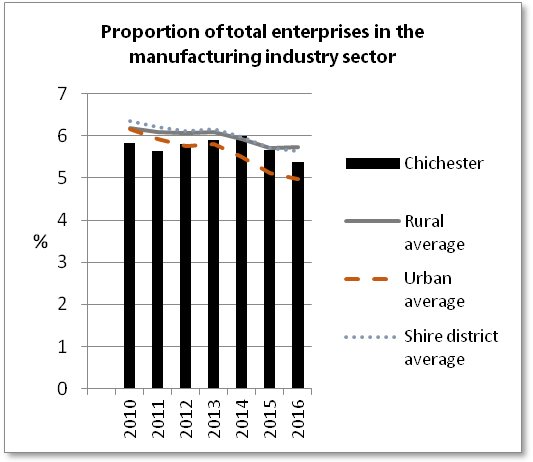 Proportion of total enterprises in the
manufacturing industry sector
7
6
5
4
3
2
1
0
%
2010
2011
2012
2013
2014
2015
2016
Chichester
Rural
average
Urban
average
Shire district
average